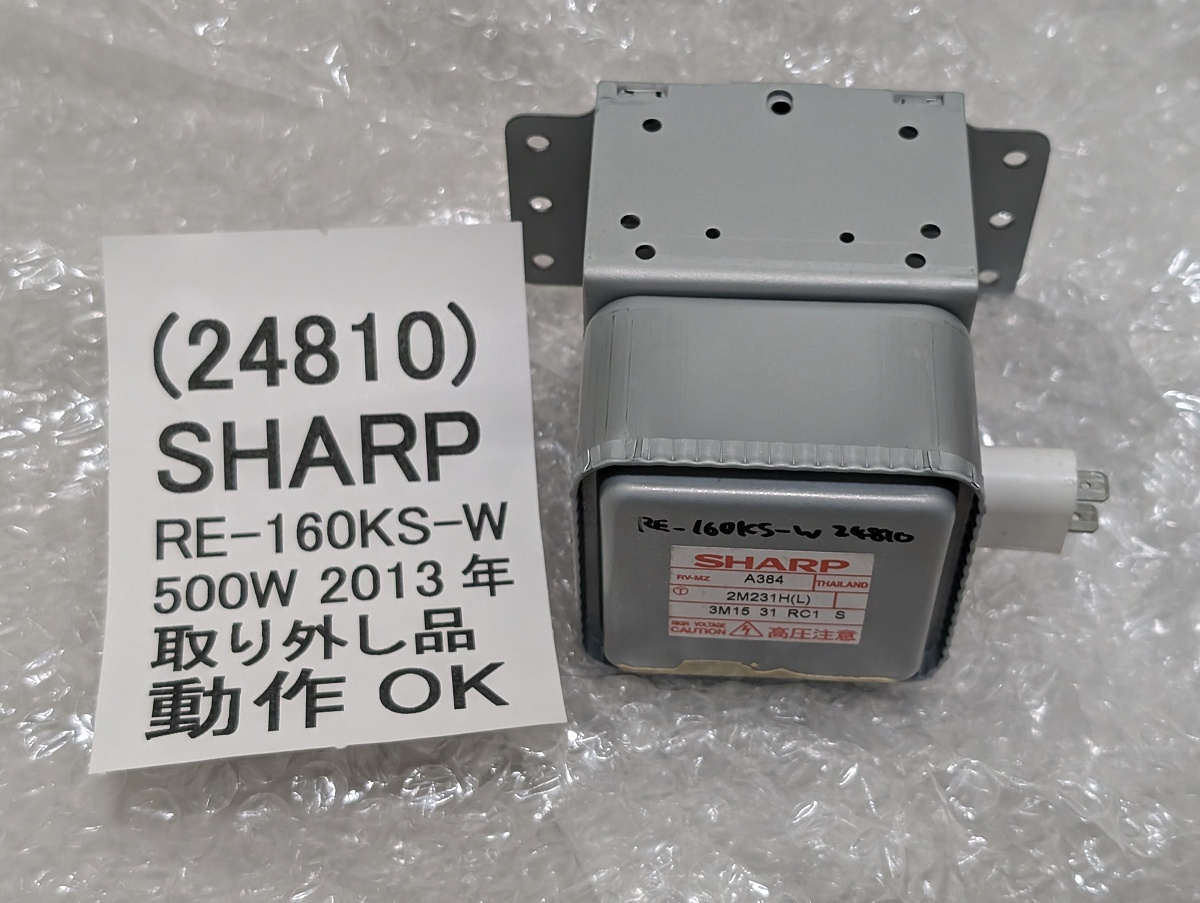 (24810)
SHARP
RE-160KS-W
500W 2013 年
取り外し品
動作 OK
RE-160KS-W 24810
SHARP
RV-MZ A384 THAILAND
T 2M231H(L)
3M15 31 RC1 S
HIGH VOLTAGE
CAUTION 高圧注意